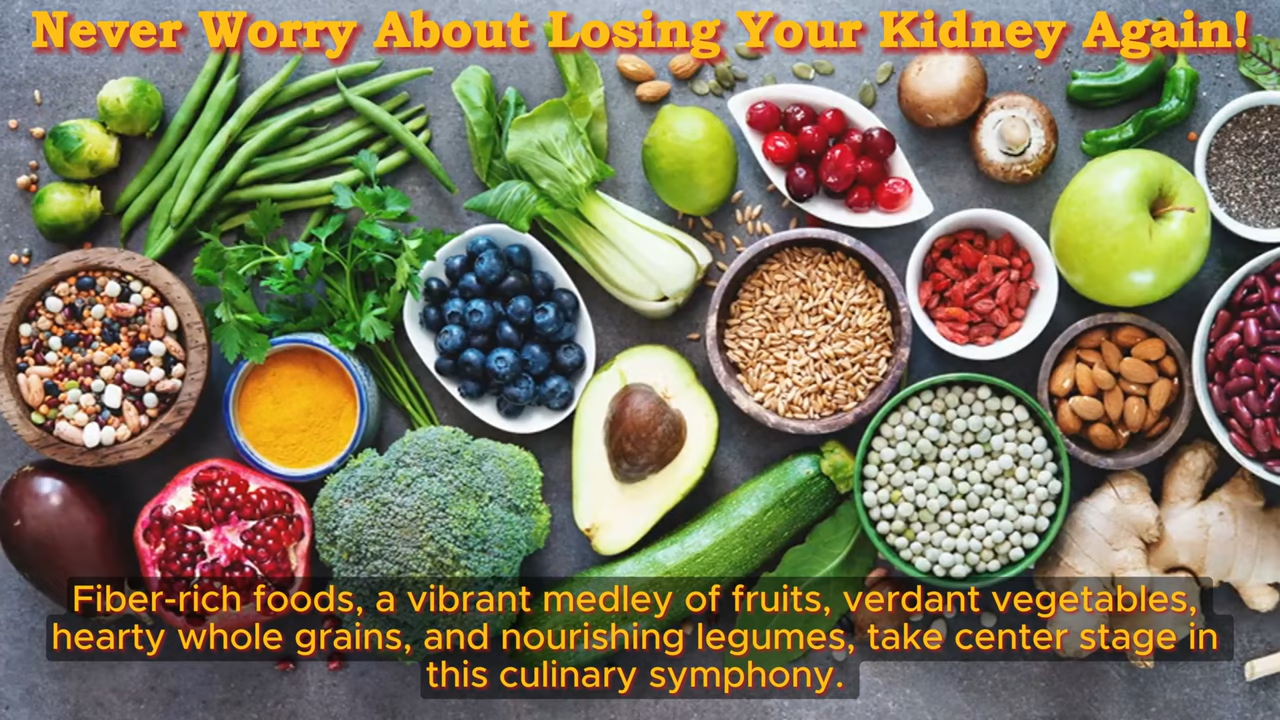 Never Worry About Losing Your Kidney Again!
Fiber-rich foods, a vibrant medley of fruits, verdant vegetables,
hearty whole grains, and nourishing legumes, take center stage in
this culinary symphony.